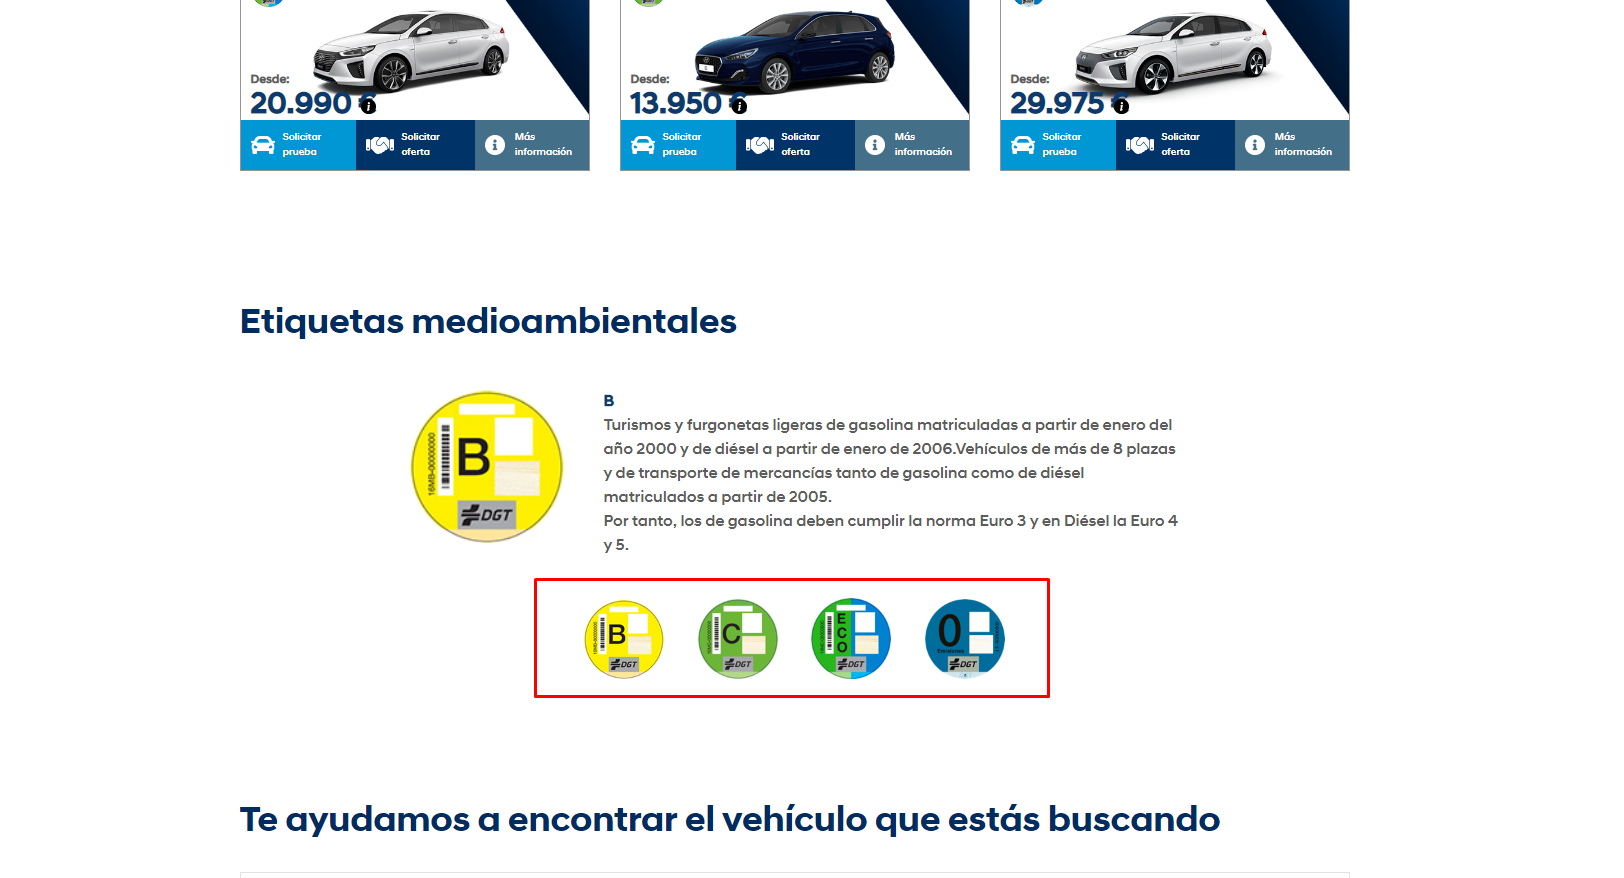 Desde:
20.990 €
Solicitar prueba
Solicitar oferta
Más información
Desde:
13.950 €
Solicitar prueba
Solicitar oferta
Más información
Desde:
29.975 €
Solicitar prueba
Solicitar oferta
Más información
Etiquetas medioambientales
16MB-00000000
B
DGT
B
Turismos y furgonetas ligeras de gasolina matriculadas a partir de enero del
año 2000 y de diésel a partir de enero de 2006.Vehículos de más de 8 plazas
y de transporte de mercancías tanto de gasolina como de diésel
matriculados a partir de 2005.
Por tanto, los de gasolina deben cumplir la norma Euro 3 y en Diésel la Euro 4
y 5.
B
DGT
C
DGT
ECO
DGT
0
Emisiones
DGT
Te ayudamos a encontrar el vehículo que estás buscando